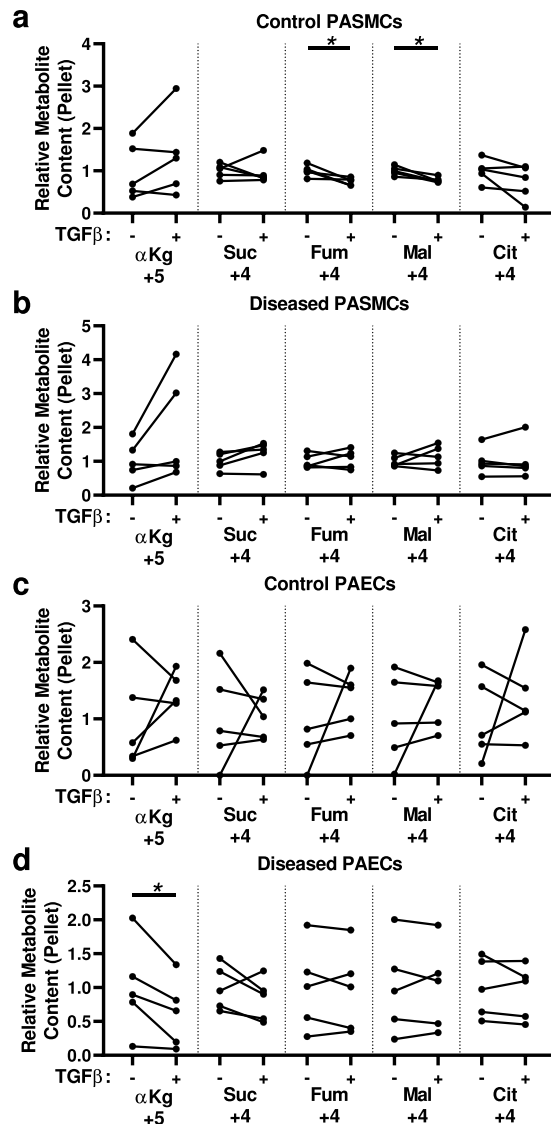 a
Control PASMCs
Relative Metabolite
Content (Pellet)
4
3
2
1
0
* *
TGFβ: - + - + - + - + - +
αKg Suc Fum Mal Cit
+5 +4 +4 +4 +4
b
Diseased PASMCs
Relative Metabolite
Content (Pellet)
5
4
3
2
1
0
TGFβ: - + - + - + - + - +
αKg Suc Fum Mal Cit
+5 +4 +4 +4 +4
c
Control PAECs
Relative Metabolite
Content (Pellet)
3
2
1
0
TGFβ: - + - + - + - + - +
αKg Suc Fum Mal Cit
+5 +4 +4 +4 +4
d
Diseased PAECs
Relative Metabolite
Content (Pellet)
2.5
2.0
1.5
1.0
0.5
0.0
*
TGFβ: - + - + - + - + - +
αKg Suc Fum Mal Cit
+5 +4 +4 +4 +4